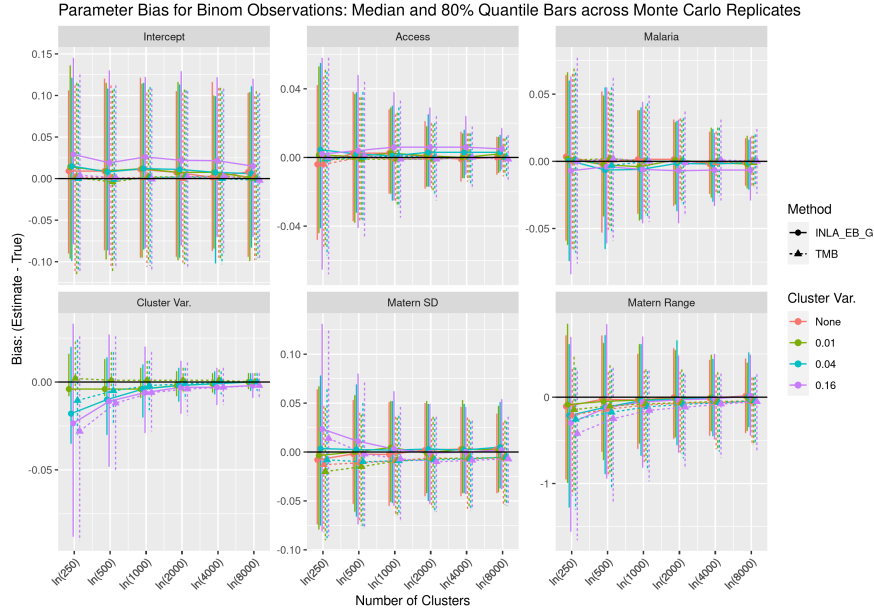 Parameter Bias for Binom Observations: Median and 80% Quantile Bars across Monte Carlo Replicates
Intercept
Access
Malaria
0.15
0.10
0.05
0.00
-0.05
-0.10
0.04
0.00
-0.04
0.05
0.00
-0.05
Bias: (Estimate - True)
Cluster Var.
Matern SD
Matern Range
0.00
-0.05
0.10
0.05
0.00
-0.05
-0.10
0
-1
ln(250)
ln(500)
ln(1000)
ln(2000)
ln(4000)
ln(8000)
ln(250)
ln(500)
ln(1000)
ln(2000)
ln(4000)
ln(8000)
ln(250)
ln(500)
ln(1000)
ln(2000)
ln(4000)
ln(8000)
Number of Clusters
Method
INLA_EB_G
TMB
Cluster Var.
None
0.01
0.04
0.16